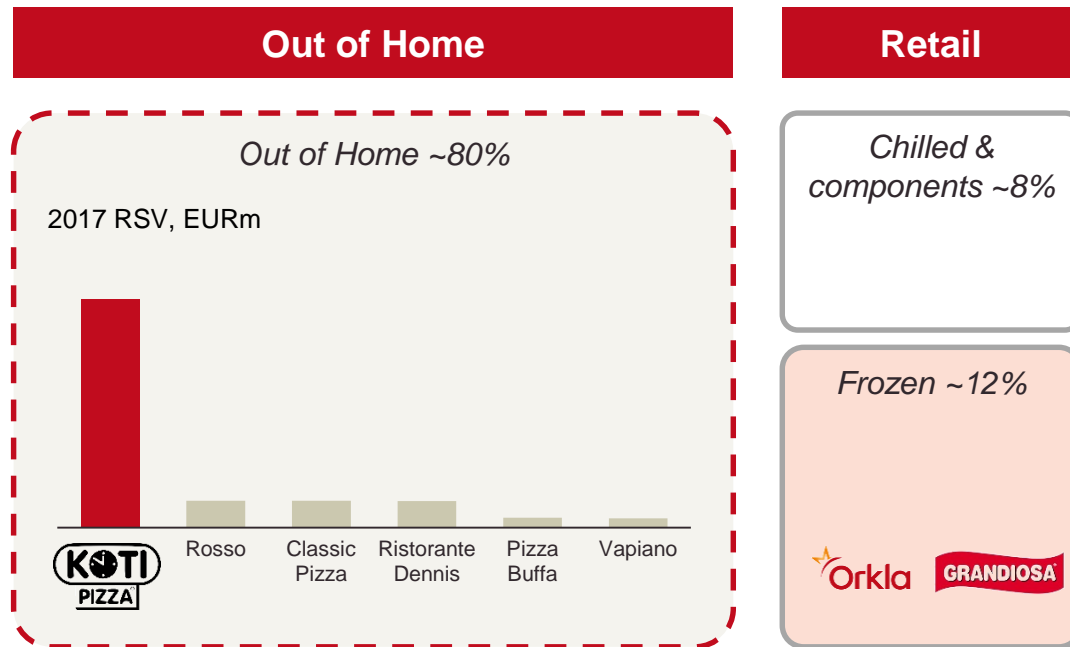 Out of Home
Retail
Out of Home ~80%
2017 RSV, EURm
KOTI
PIZZA
Rosso
Classic
Pizza
Ristorante
Dennis
Pizza
Buffa
Vapiano
Chilled &
components ~8%
Frozen ~12%
Orkla
GRANDIOSA